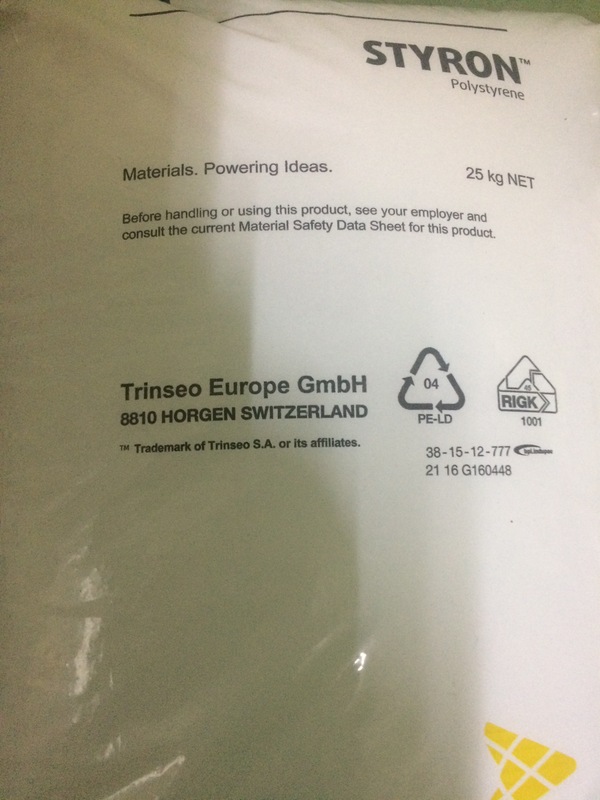 STYRON™
Polystyrene
Materials. Powering Ideas.
25 kg NET
Before handling or using this product, see your employer and
consult the current Material Safety Data Sheet for this product.
Trinseo Europe GmbH
8810 HORGEN SWITZERLAND
™ Trademark of Trinseo S.A. or its affiliates.
04
PE-LD
45
RIGK
1001
38-15-12-777
21 16 G160448